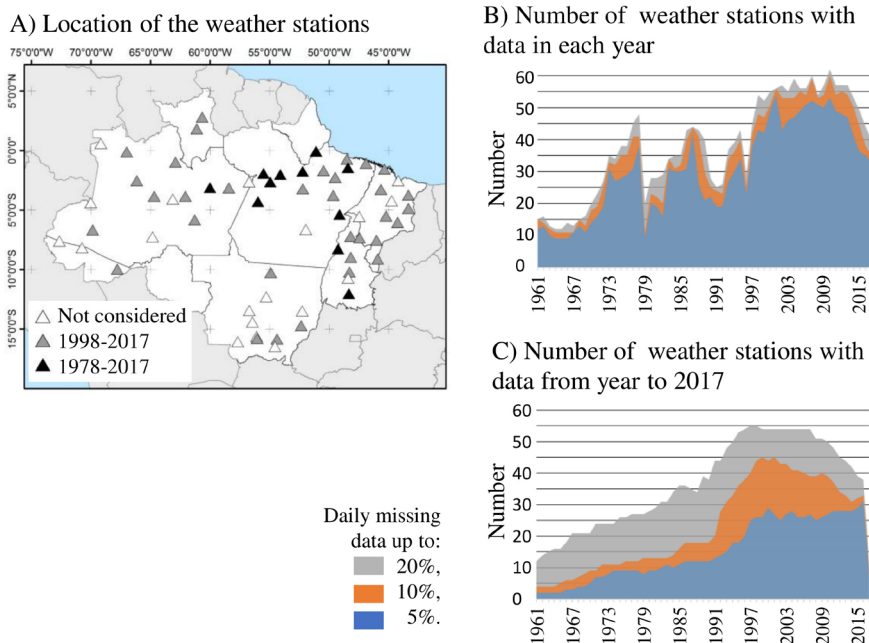 A) Location of the weather stations
75°0'0"W 70°0'0"W 65°0'0"W 60°0'0"W 55°0'0"W 50°0'0"W 45°0'0"W
5°0'0"N
0°0'0"
5°0'0"S
10°0'0"S
15°0'0"S
Not considered
1998-2017
1978-2017
Daily missing
data up to:
20%,
10%,
5%.
B) Number of weather stations with
data in each year
Number
60
50
40
30
20
10
0
1961 1967 1973 1979 1985 1991 1997 2003 2009 2015
C) Number of weather stations with
data from year to 2017
Number
60
50
40
30
20
10
0
1961 1967 1973 1979 1985 1991 1997 2003 2009 2015